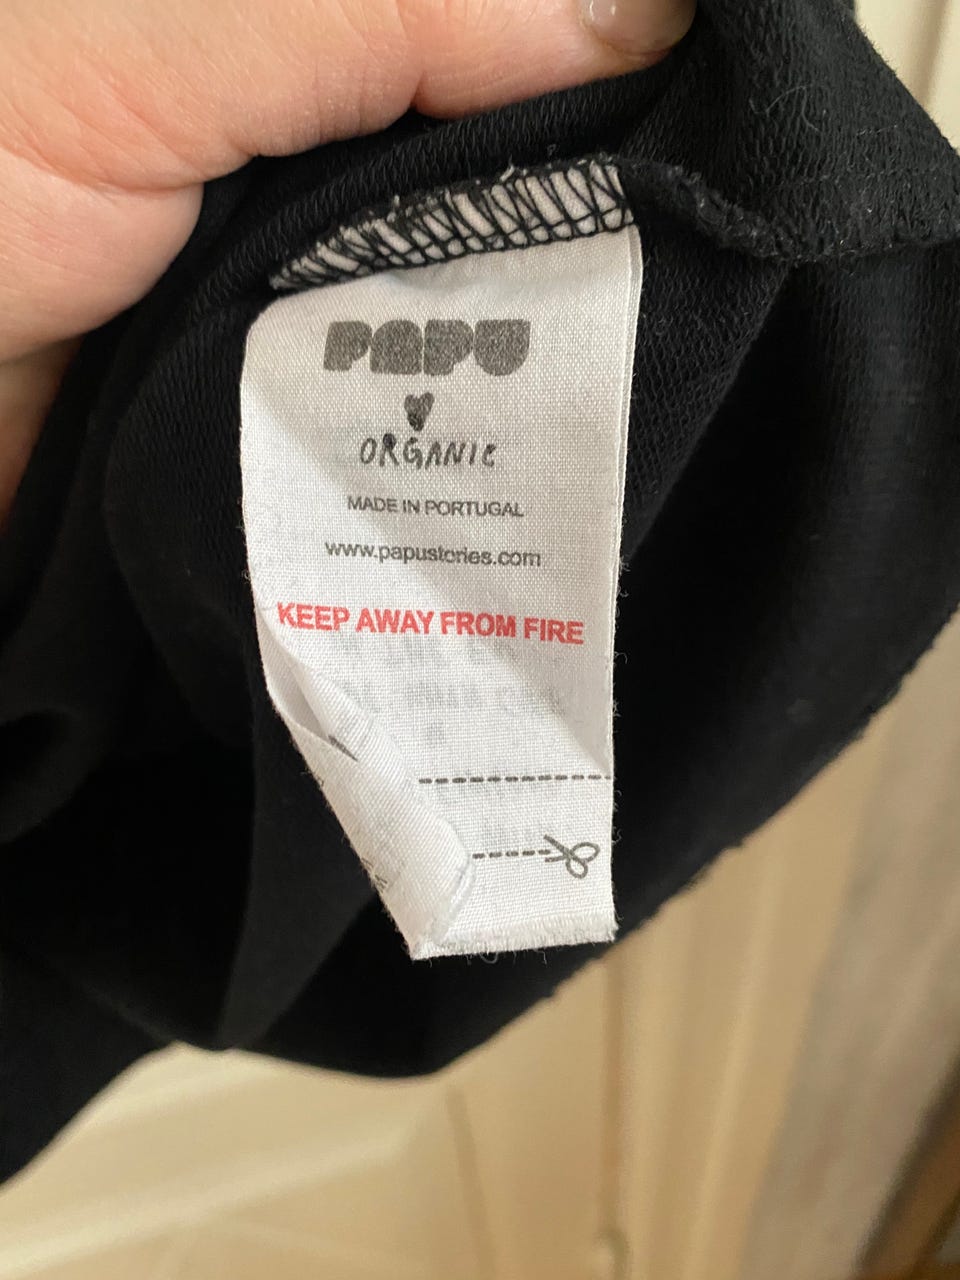 PAPU
ORGANIC
MADE IN PORTUGAL
www.papustories.com
KEEP AWAY FROM FIRE